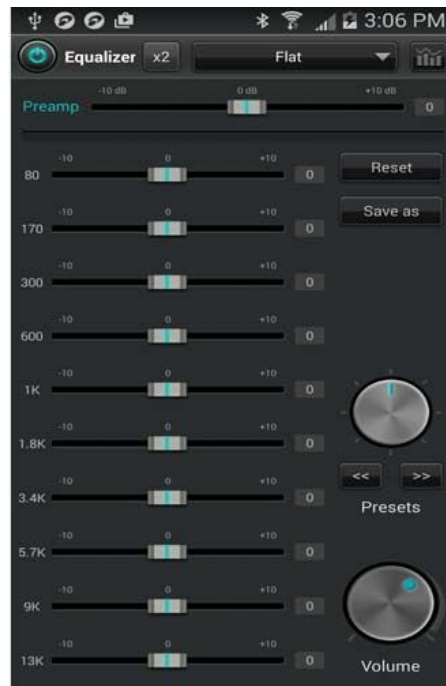 3:06 PM
Equalizer x2 Flat
-10 dB 0 dB +10 dB
Preamp 0
-10 0 +10
80 0 Reset
-10 0 +10
170 0 Save as
-10 0 +10
300 0
-10 0 +10
600 0
-10 0 +10
1K 0
-10 0 +10
1.8K 0
-10 0 +10
3.4K 0 << >>
Presets
-10 0 +10
5.7K 0
-10 0 +10
9K 0
-10 0 +10
13K 0 Volume